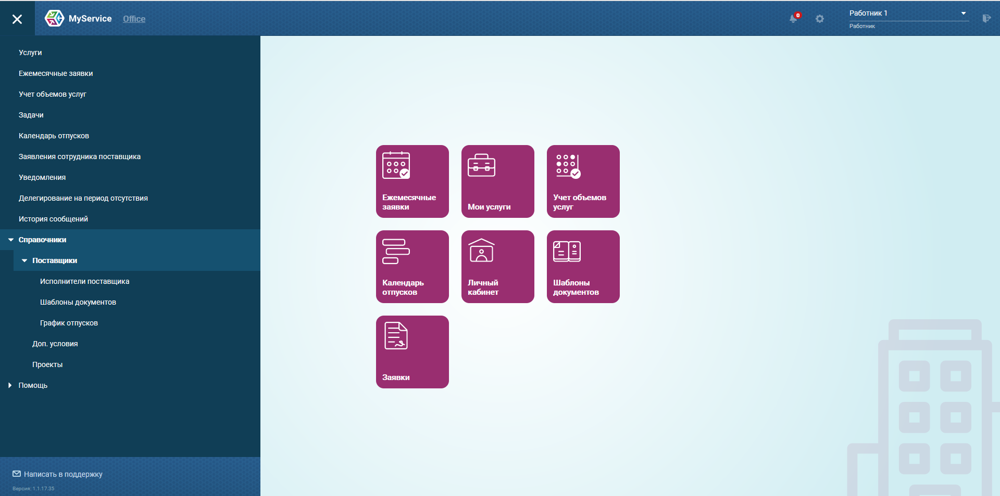 MyService Office
0
Работник 1
Работник
Услуги
Ежемесячные заявки
Учет объемов услуг
Задачи
Календарь отпусков
Заявления сотрудника поставщика
Уведомления
Делегирование на период отсутствия
История сообщений
Справочники
Поставщики
Исполнители поставщика
Шаблоны документов
График отпусков
Доп. условия
Проекты
Помощь
Написать в поддержку
Версия: 1.1.17.35
Ежемесячные
заявки
Мои услуги
Учет объемов
услуг
Календарь
отпусков
Личный
кабинет
Шаблоны
документов
Заявки